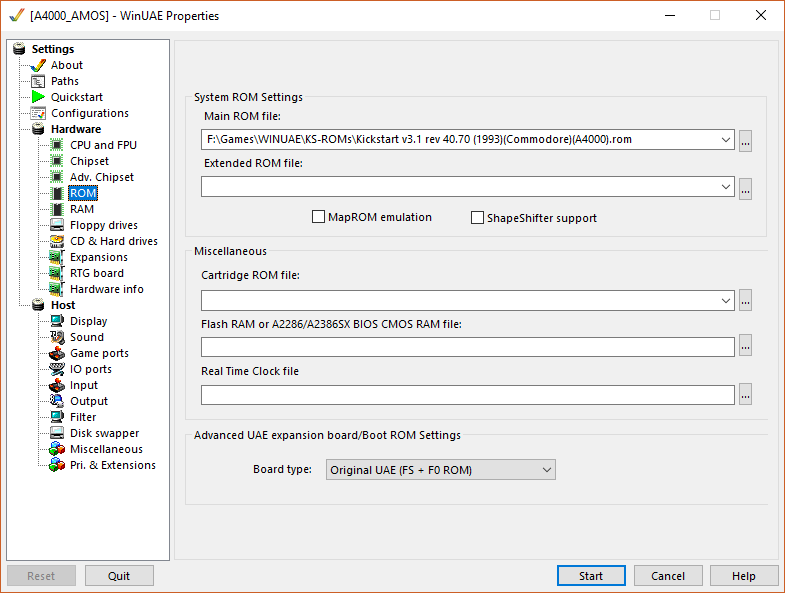 [A4000_AMOS] - WinUAE Properties
Settings
About
Paths
Quickstart
Configurations
Hardware
CPU and FPU
Chipset
Adv. Chipset
ROM
RAM
Floppy drives
CD & Hard drives
Expansions
RTG board
Hardware info
Host
Display
Sound
Game ports
IO ports
Input
Output
Filter
Disk swapper
Miscellaneous
Pri. & Extensions
System ROM Settings
Main ROM file:
F:\Games\WINUAE\KS-ROMs\Kickstart v3.1 rev 40.70 (1993)(Commodore)(A4000).rom
...
Extended ROM file:
...
MapROM emulation
ShapeShifter support
Miscellaneous
Cartridge ROM file:
...
Flash RAM or A2286/A2386SX BIOS CMOS RAM file:
...
Real Time Clock file
...
Advanced UAE expansion board/Boot ROM Settings
Board type:
Original UAE (FS + F0 ROM)
Reset
Quit
Start
Cancel
Help